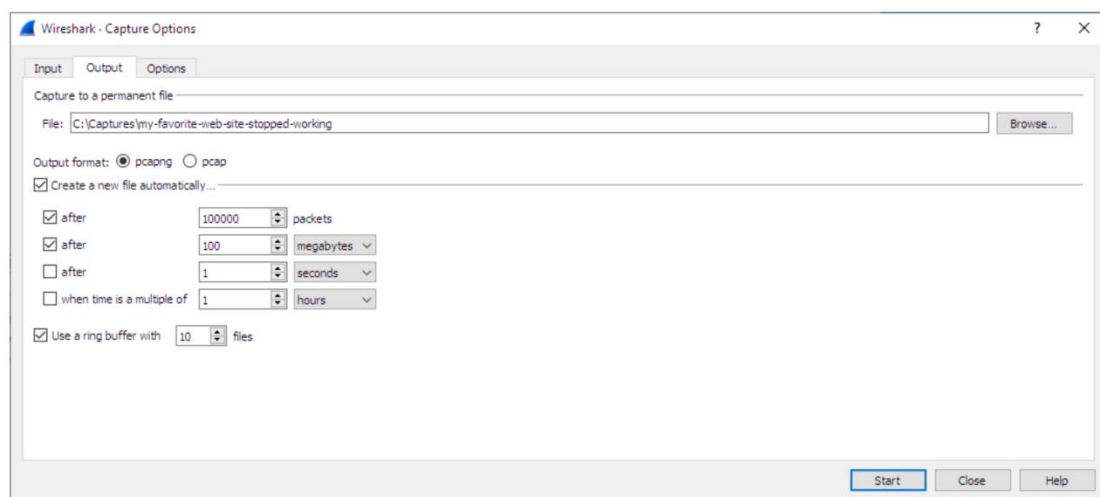 Wireshark · Capture Options ? ×
Input Output Options
Capture to a permanent file
File: C:\Captures\my-favorite-web-site-stopped-working Browse...
Output format: pcapng pcap
Create a new file automatically...
after 100000 packets
after 100 megabytes
after 1 seconds
when time is a multiple of 1 hours
Use a ring buffer with 10 files
Start Close Help